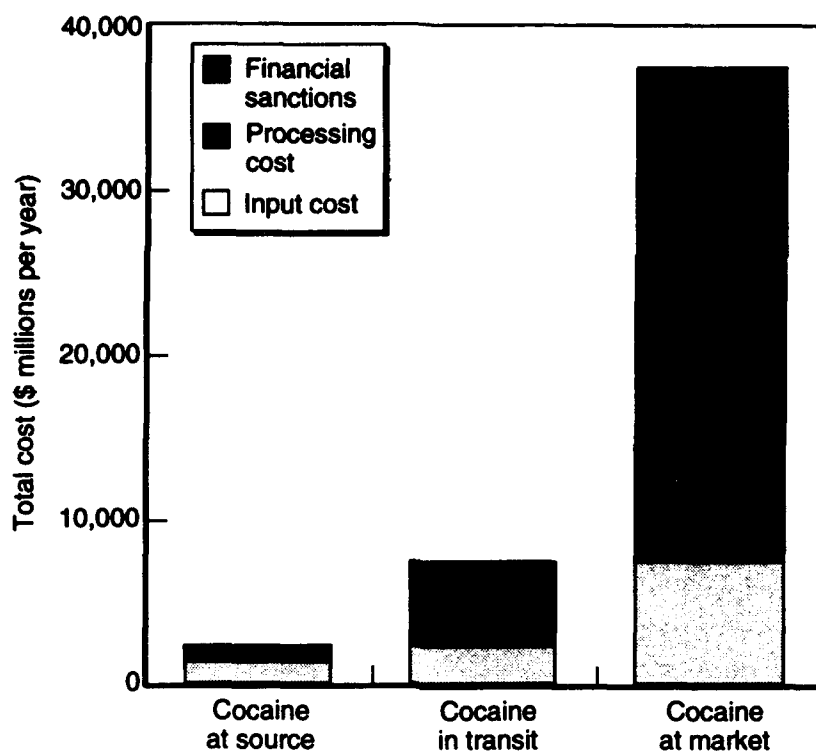 40,000
30,000
20,000
10,000
0
Total cost ($ millions per year)
Financial
sanctions
Processing
cost
Input cost
Cocaine
at source
Cocaine
in transit
Cocaine
at market